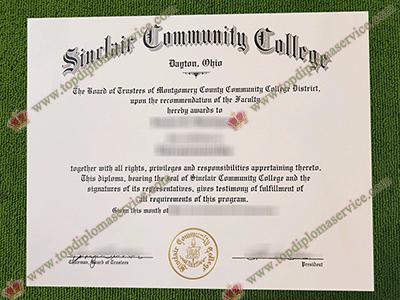 Sinclair Community College
Dayton, Ohio
The Board of Trustees of Montgomery County Community College District,
upon the recommendation of the Faculty
hereby awards to
together with all rights, privileges and responsibilities appertaining thereto.
This diploma, bearing the seal of Sinclair Community College and the
signatures of its representatives, gives testimony of fulfillment of
all requirements of this program.
Given this month of
Chairman, Board of Trustees
President
Sinclair Community College
www.topdiplomaservice.com